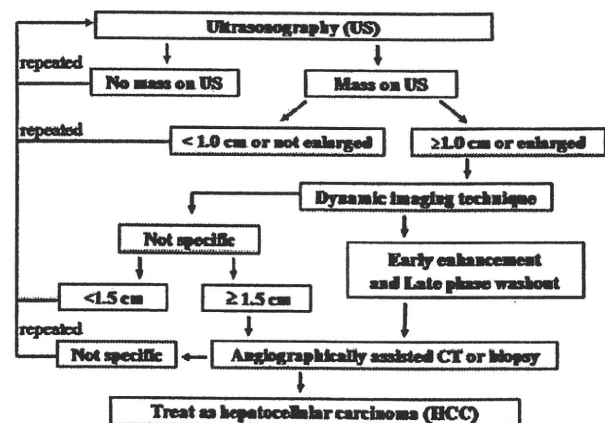 Ultrasonography (US)
repeated
No mass on US
Mass on US
repeated
< 1.0 cm or not enlarged
≥1.0 cm or enlarged
Dynamic imaging technique
Not specific
Early enhancement
and Late phase washout
<1.5 cm
≥ 1.5 cm
repeated
Not specific
Angiographically assisted CT or biopsy
Treat as hepatocellular carcinoma (HCC)